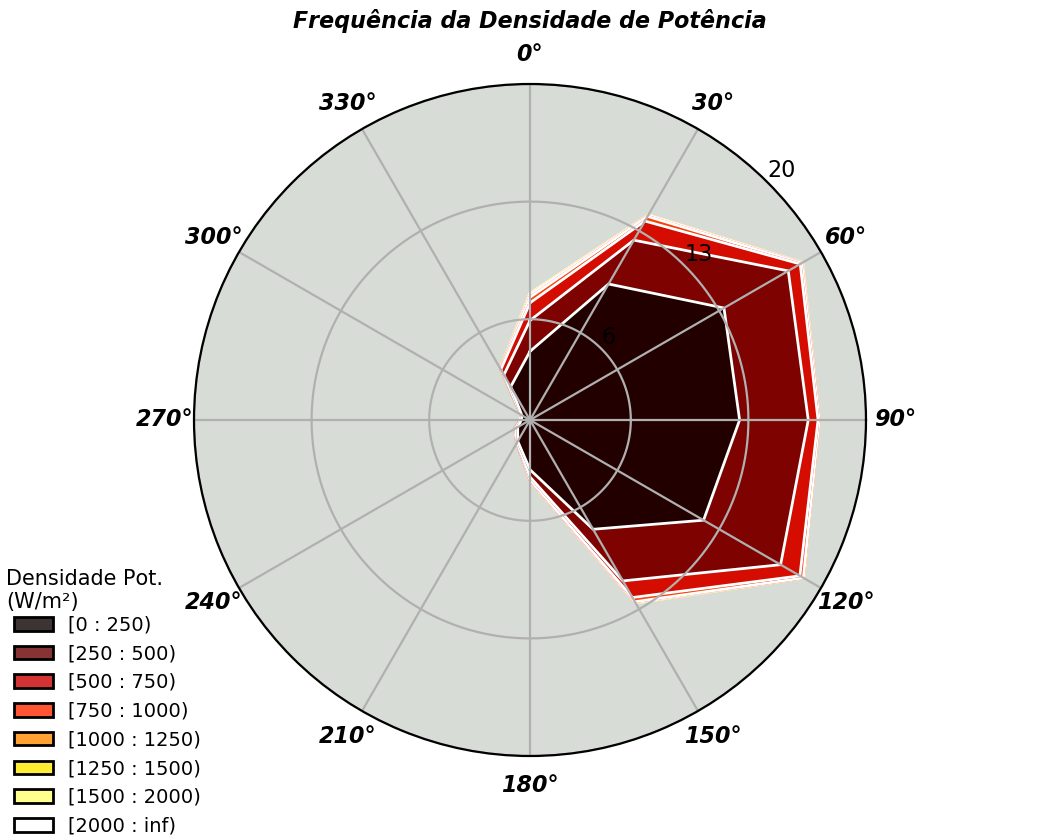 Frequência da Densidade de Potência
0°
330°
30°
20
300°
60°
13
6
270°
90°
240°
120°
210°
150°
180°
Densidade Pot.
(W/m²)
[0 : 250)
[250 : 500)
[500 : 750)
[750 : 1000)
[1000 : 1250)
[1250 : 1500)
[1500 : 2000)
[2000 : inf)